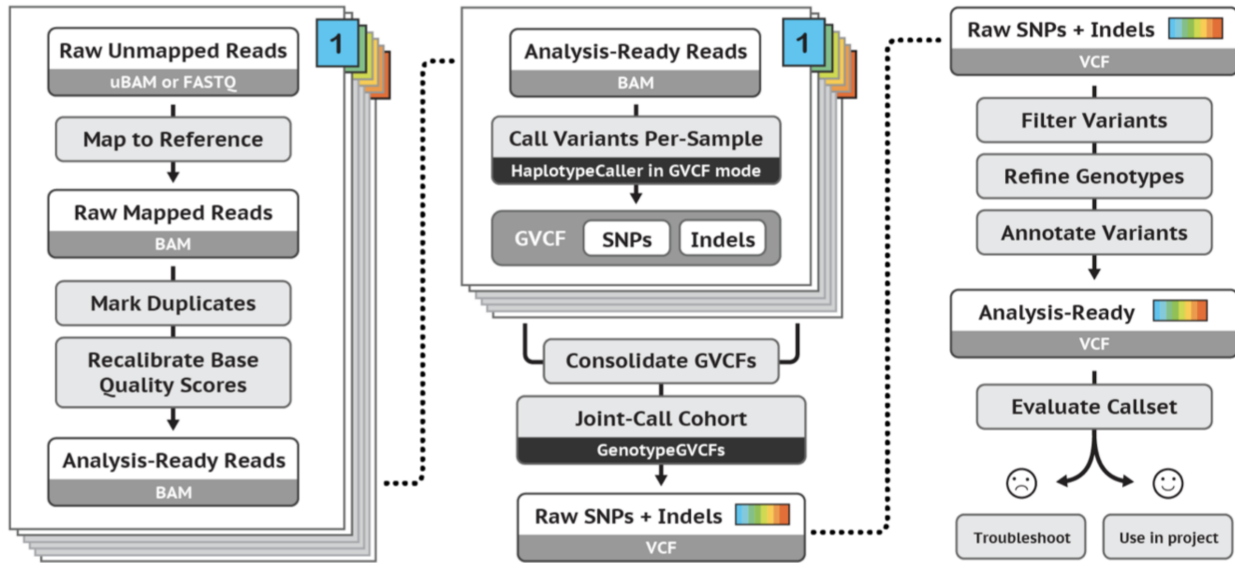 Raw Unmapped Reads
uBAM or FASTQ
1
Map to Reference
Raw Mapped Reads
BAM
Mark Duplicates
Recalibrate Base
Quality Scores
Analysis-Ready Reads
BAM
Analysis-Ready Reads
BAM
1
Call Variants Per-Sample
HaplotypeCaller in GVCF mode
GVCF SNPs Indels
Consolidate GVCFs
Joint-Call Cohort
GenotypeGVCFs
Raw SNPs + Indels
VCF
Raw SNPs + Indels
VCF
Filter Variants
Refine Genotypes
Annotate Variants
Analysis-Ready
VCF
Evaluate Callset
Troubleshoot
Use in project